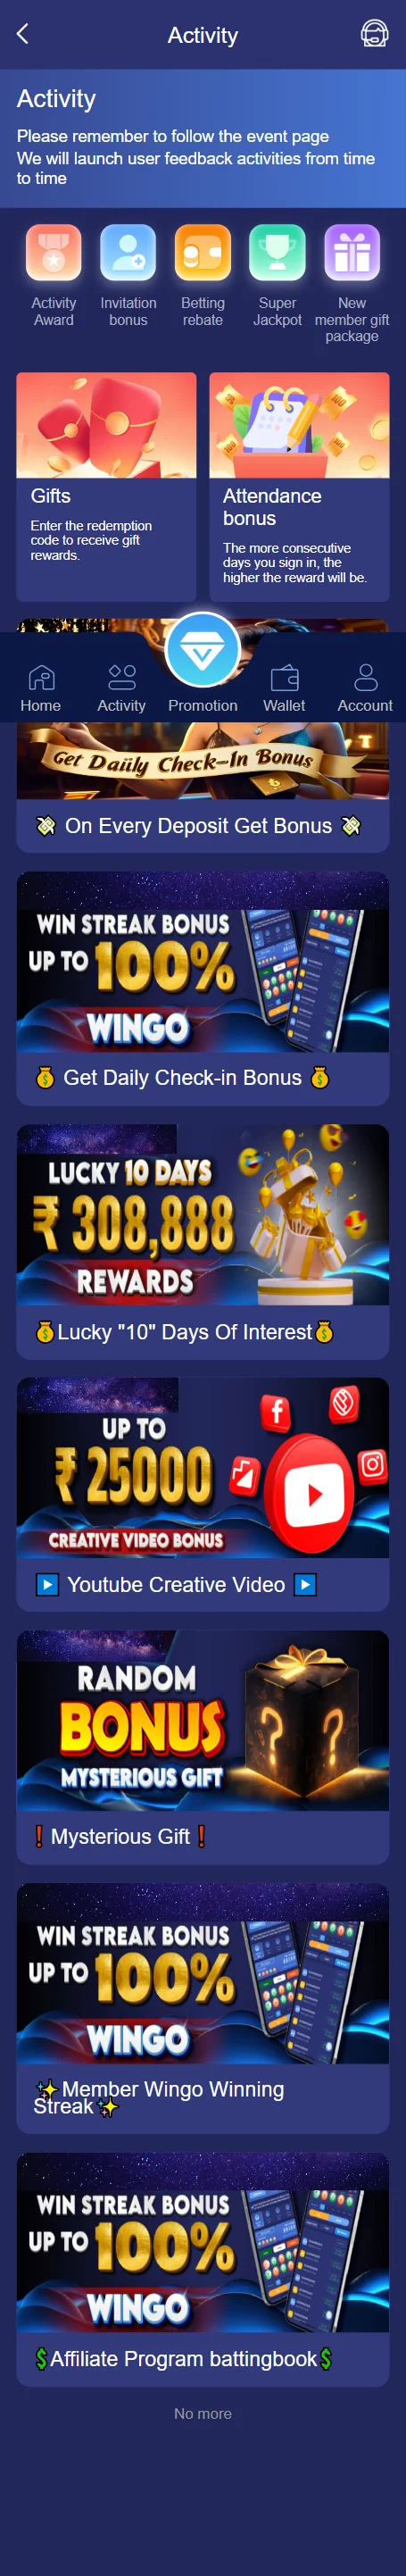 Activity
Activity
Please remember to follow the event page
We will launch user feedback activities from time
to time
Activity
Award
Invitation
bonus
Betting
rebate
Super
Jackpot
New
member gift
package
Gifts
Enter the redemption
code to receive gift
rewards.
Attendance
bonus
The more consecutive
days you sign in, the
higher the reward will be.
Home
Activity
Promotion
Wallet
Account
Get Daiily Check-In Bonus
💸 On Every Deposit Get Bonus 💸
WIN STREAK BONUS
UP TO 100%
WINGO
💰 Get Daily Check-in Bonus 💰
LUCKY 10 DAYS
₹ 308,888
REWARDS
💰Lucky "10" Days Of Interest💰
UP TO
₹ 25000
CREATIVE VIDEO BONUS
▶️ Youtube Creative Video ▶️
RANDOM
BONUS
MYSTERIOUS GIFT
❗Mysterious Gift❗
WIN STREAK BONUS
UP TO 100%
WINGO
✨Member Wingo Winning
Streak✨
WIN STREAK BONUS
UP TO 100%
WINGO
💲Affiliate Program battingbook💲
No more